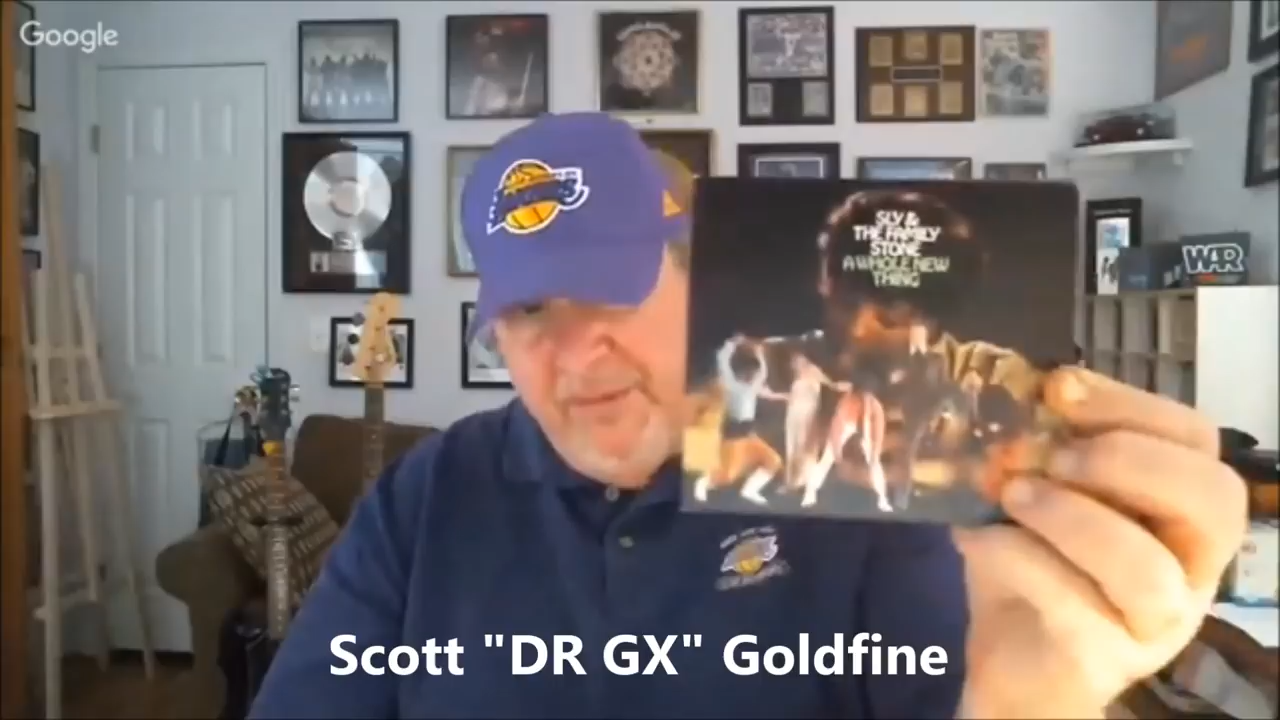 Google
SLY &
THE FAMILY
STONE
A WHOLE NEW
THING
WAR
Scott "DR GX" Goldfine